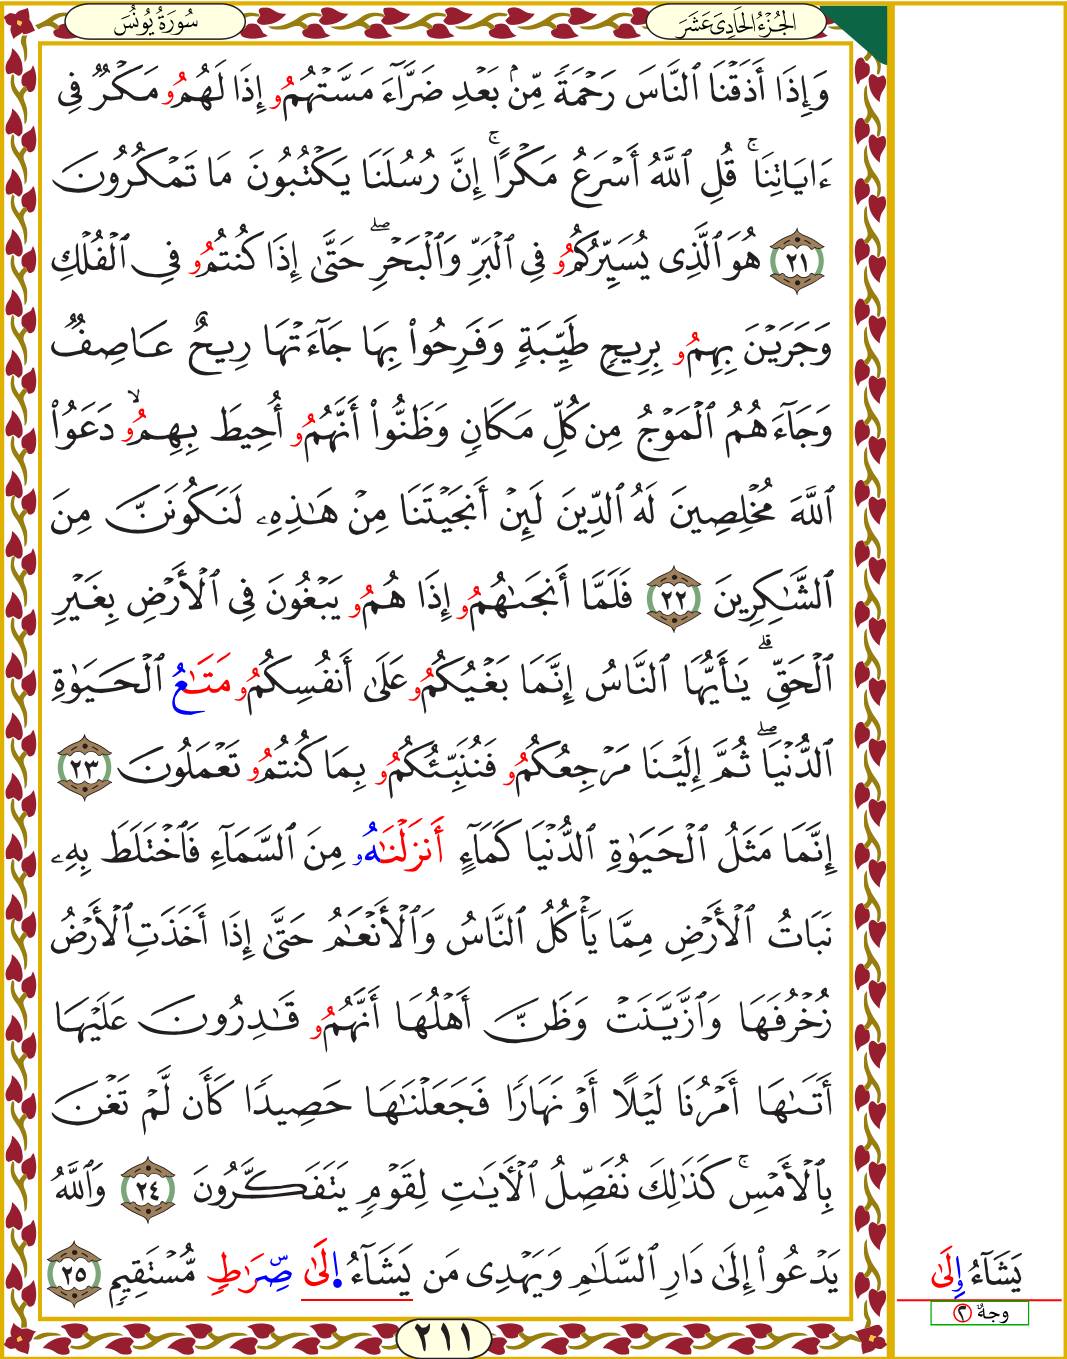 سُورَةُ يُونُسَ
الجُزْءُ الحَادِىَ عَشَرَ
وَإِذَا أَذَقْنَا ٱلنَّاسَ رَحْمَةً مِّنۢ بَعْدِ ضَرَّآءَ مَسَّتْهُمُو إِذَا لَهُمُو مَكْرٌ فِى
ءَايَاتِنَاۚ قُلِ ٱللَّهُ أَسْرَعُ مَكْرًاۚ إِنَّ رُسُلَنَا يَكْتُبُونَ مَا تَمْكُرُونَ
٢١ هُوَ ٱلَّذِى يُسَيِّرُكُمُو فِى ٱلْبَرِّ وَٱلْبَحْرِۖ حَتَّىٰ إِذَا كُنتُمُو فِى ٱلْفُلْكِ
وَجَرَيْنَ بِهِمُو بِرِيحٍ طَيِّبَةٍ وَفَرِحُوا۟ بِهَا جَآءَتْهَا رِيحٌ عَاصِفٌ
وَجَآءَهُمُ ٱلْمَوْجُ مِن كُلِّ مَكَانٍ وَظَنُّوٓا۟ أَنَّهُمُو أُحِيطَ بِهِمُوۙ دَعَوُا۟
ٱللَّهَ مُخْلِصِينَ لَهُ ٱلدِّينَ لَئِنْ أَنجَيْتَنَا مِنْ هَٰذِهِۦ لَنَكُونَنَّ مِنَ
ٱلشَّٰكِرِينَ ٢٢ فَلَمَّا أَنجَىٰهُمُو إِذَا هُمُو يَبْغُونَ فِى ٱلْأَرْضِ بِغَيْرِ
ٱلْحَقِّۗ يَٰأَيُّهَا ٱلنَّاسُ إِنَّمَا بَغْيُكُمُو عَلَىٰ أَنفُسِكُمُو مَتَٰعُ ٱلْحَيَوٰةِ
ٱلدُّنْيَاۖ ثُمَّ إِلَيْنَا مَرْجِعُكُمُو فَنُنَبِّئُكُمُو بِمَا كُنتُمُو تَعْمَلُونَ ٢٣
إِنَّمَا مَثَلُ ٱلْحَيَوٰةِ ٱلدُّنْيَا كَمَآءٍ أَنزَلْنَٰهُو مِنَ ٱلسَّمَآءِ فَٱخْتَلَطَ بِهِۦ
نَبَاتُ ٱلْأَرْضِ مِمَّا يَأْكُلُ ٱلنَّاسُ وَٱلْأَنْعَٰمُ حَتَّىٰ إِذَا أَخَذَتِ ٱلْأَرْضُ
زُخْرُفَهَا وَٱزَّيَّنَتْ وَظَنَّ أَهْلُهَا أَنَّهُمُو قَٰدِرُونَ عَلَيْهَا
أَتَىٰهَا أَمْرُنَا لَيْلًا أَوْ نَهَارًا فَجَعَلْنَٰهَا حَصِيدًا كَأَن لَّمْ تَغْنَ
بِٱلْأَمْسِۚ كَذَٰلِكَ نُفَصِّلُ ٱلْأَيَٰتِ لِقَوْمٍ يَتَفَكَّرُونَ ٢٤ وَٱللَّهُ
يَدْعُوا۟ إِلَىٰ دَارِ ٱلسَّلَٰمِ وَيَهْدِى مَن يَشَآءُ اِلَىٰ صِّرَٰطٍ مُّسْتَقِيمٍ ٢٥
يَشَآءُ وِلَىٰ
وجهٌ ٢
٢١١